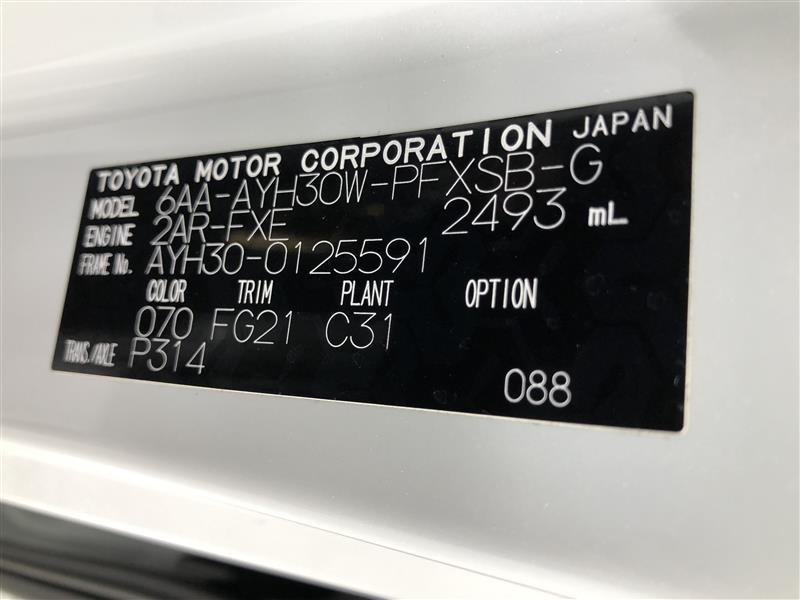 TOYOTA MOTOR CORPORATION JAPAN
MODEL 6AA-AYH30W-PFXSB-G
ENGINE 2AR-FXE 2493 mL
FRAME No. AYH30-0125591
COLOR TRIM PLANT OPTION
070 FG21 C31
TRANS./AXLE P314
088